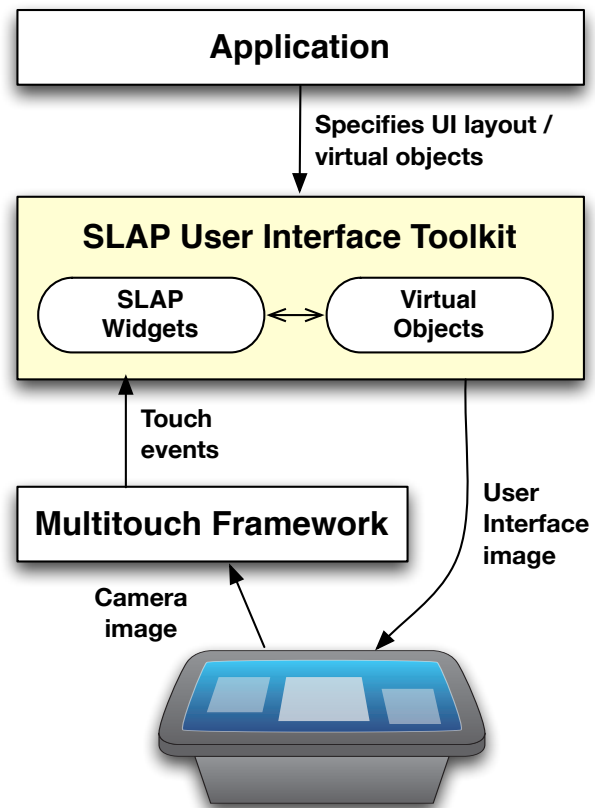 Application
Specifies UI layout /
virtual objects
SLAP User Interface Toolkit
SLAP
Widgets
Virtual
Objects
Touch
events
Multitouch Framework
User
Interface
image
Camera
image